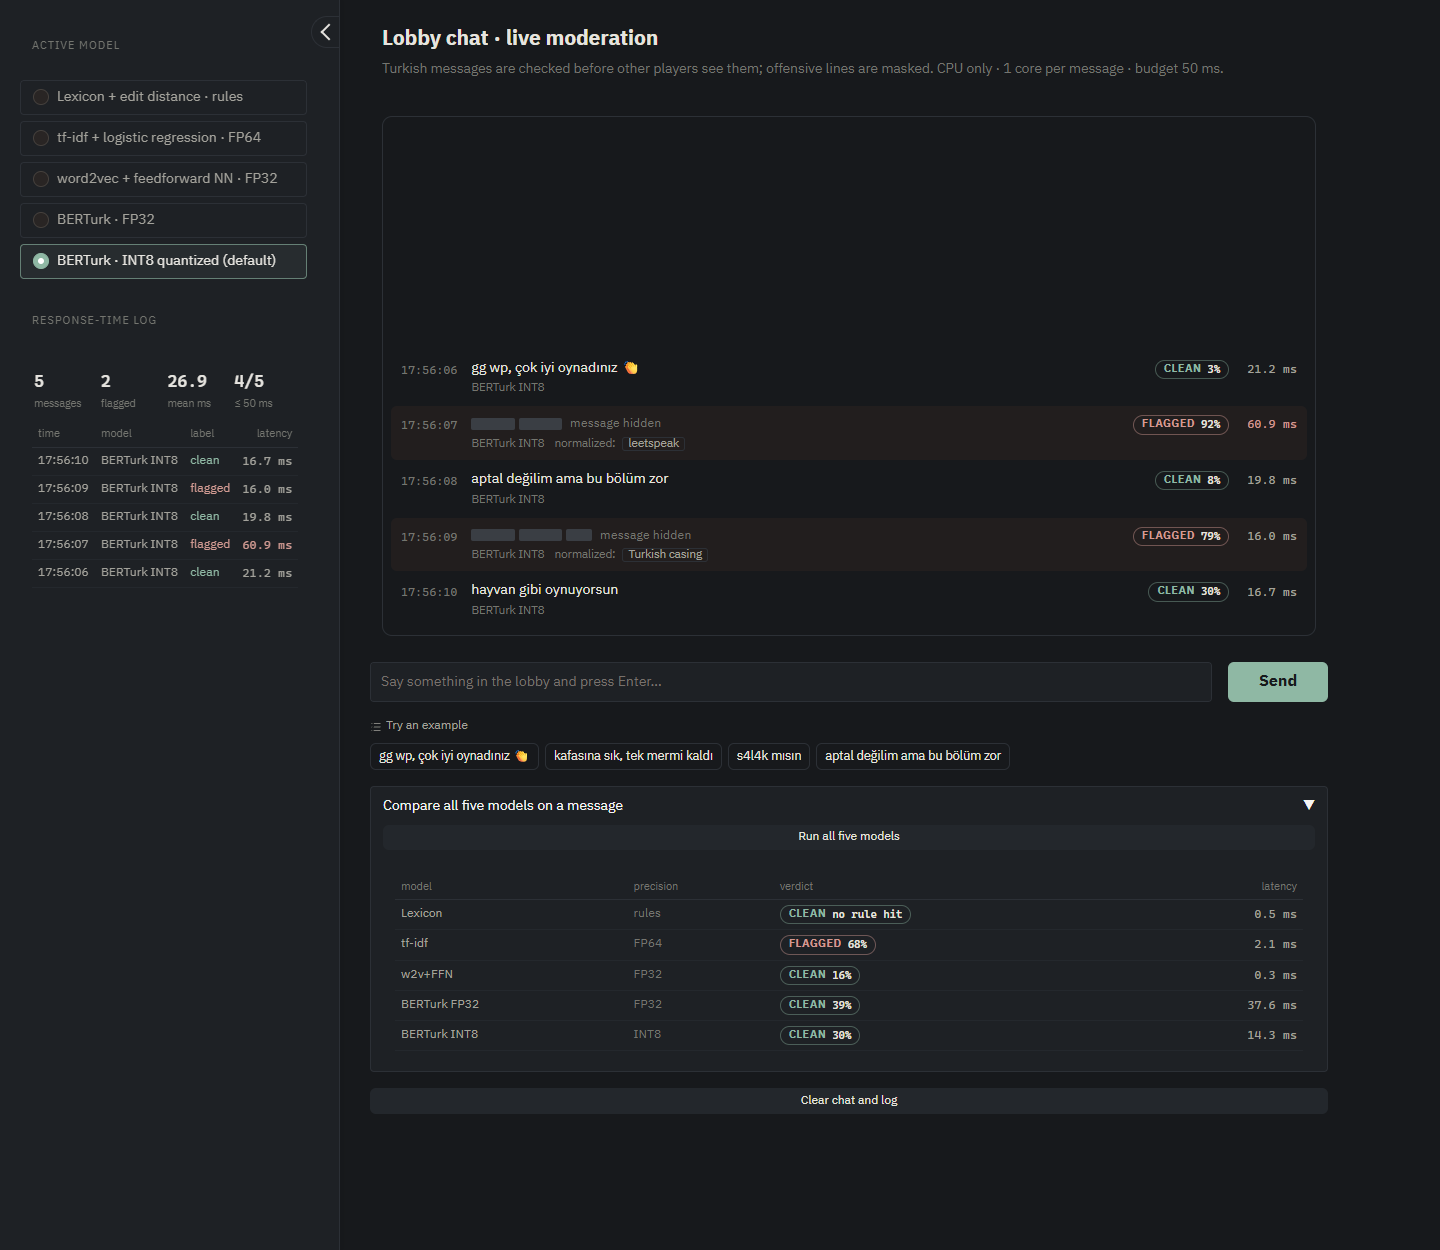 ACTIVE MODEL
Lexicon + edit distance · rules
tf-idf + logistic regression · FP64
word2vec + feedforward NN · FP32
BERTurk · FP32
BERTurk · INT8 quantized (default)
RESPONSE-TIME LOG
5 2 26.9 4/5
messages flagged mean ms ≤ 50 ms
time model label latency
17:56:10 BERTurk INT8 clean 16.7 ms
17:56:09 BERTurk INT8 flagged 16.0 ms
17:56:08 BERTurk INT8 clean 19.8 ms
17:56:07 BERTurk INT8 flagged 60.9 ms
17:56:06 BERTurk INT8 clean 21.2 ms
Lobby chat · live moderation
Turkish messages are checked before other players see them; offensive lines are masked. CPU only · 1 core per message · budget 50 ms.
17:56:06 gg wp, çok iyi oynadınız 👏 CLEAN 3% 21.2 ms
BERTurk INT8
17:56:07 message hidden FLAGGED 92% 60.9 ms
BERTurk INT8 normalized: leetspeak
17:56:08 aptal değilim ama bu bölüm zor CLEAN 8% 19.8 ms
BERTurk INT8
17:56:09 message hidden FLAGGED 79% 16.0 ms
BERTurk INT8 normalized: Turkish casing
17:56:10 hayvan gibi oynuyorsun CLEAN 30% 16.7 ms
BERTurk INT8
Say something in the lobby and press Enter...
Send
Try an example
gg wp, çok iyi oynadınız 👏 kafasına sık, tek mermi kaldı s4l4k mısın aptal değilim ama bu bölüm zor
Compare all five models on a message
Run all five models
model precision verdict latency
Lexicon rules CLEAN no rule hit 0.5 ms
tf-idf FP64 FLAGGED 68% 2.1 ms
w2v+FFN FP32 CLEAN 16% 0.3 ms
BERTurk FP32 FP32 CLEAN 39% 37.6 ms
BERTurk INT8 INT8 CLEAN 30% 14.3 ms
Clear chat and log